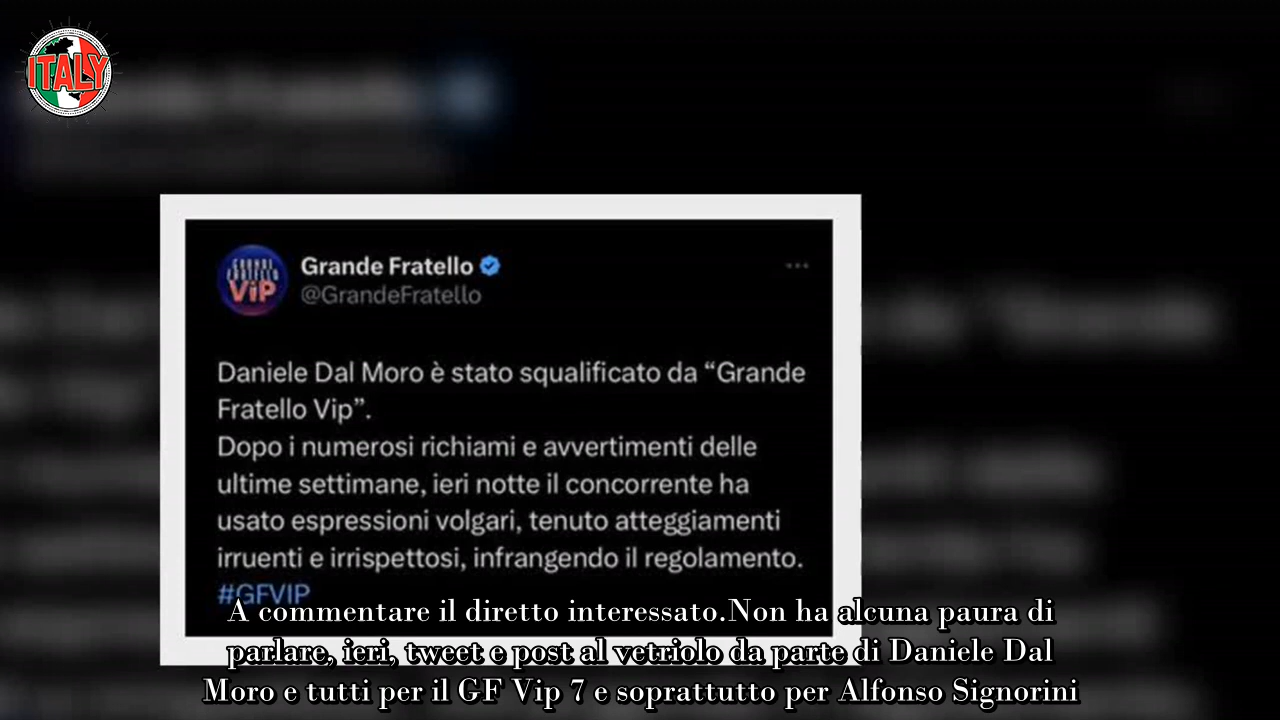 ITALY
GRANDE
FRATELLO
VIP
Grande Fratello
@GrandeFratello
Daniele Dal Moro è stato squalificato da “Grande
Fratello Vip”.
Dopo i numerosi richiami e avvertimenti delle
ultime settimane, ieri notte il concorrente ha
usato espressioni volgari, tenuto atteggiamenti
irruenti e irrispettosi, infrangendo il regolamento.
#GFVIP
A commentare il diretto interessato.Non ha alcuna paura di
parlare, ieri, tweet e post al vetriolo da parte di Daniele Dal
Moro e tutti per il GF Vip 7 e soprattutto per Alfonso Signorini